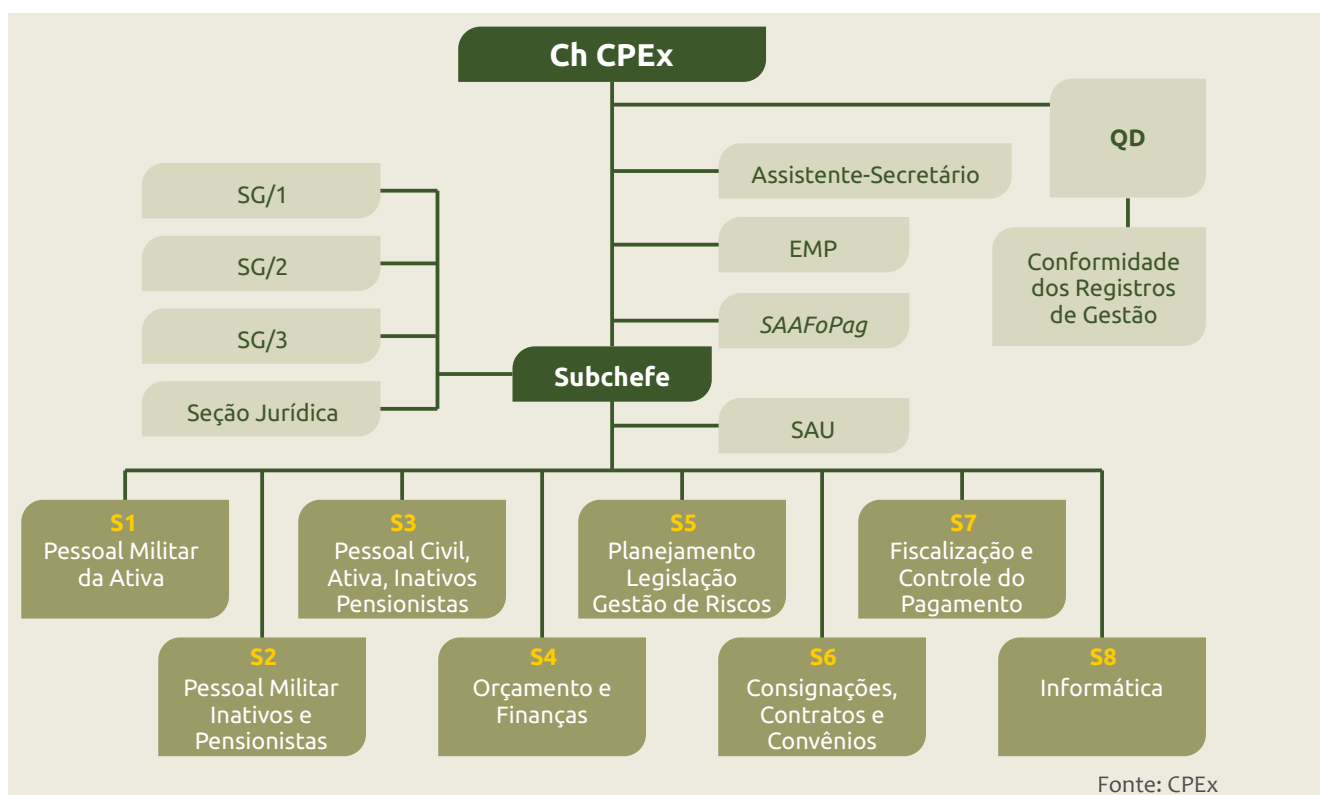 Ch CPEx
QD
Assistente-Secretário
SG/1
EMP
Conformidade
dos Registros
de Gestão
SG/2
SAAFoPag
SG/3
Subchefe
Seção Jurídica
SAU
S1
Pessoal Militar
da Ativa
S3
Pessoal Civil,
Ativa, Inativos
Pensionistas
S5
Planejamento
Legislação
Gestão de Riscos
S7
Fiscalização e
Controle do
Pagamento
S2
Pessoal Militar
Inativos e
Pensionistas
S4
Orçamento e
Finanças
S6
Consignações,
Contratos e
Convênios
S8
Informática
Fonte: CPEx